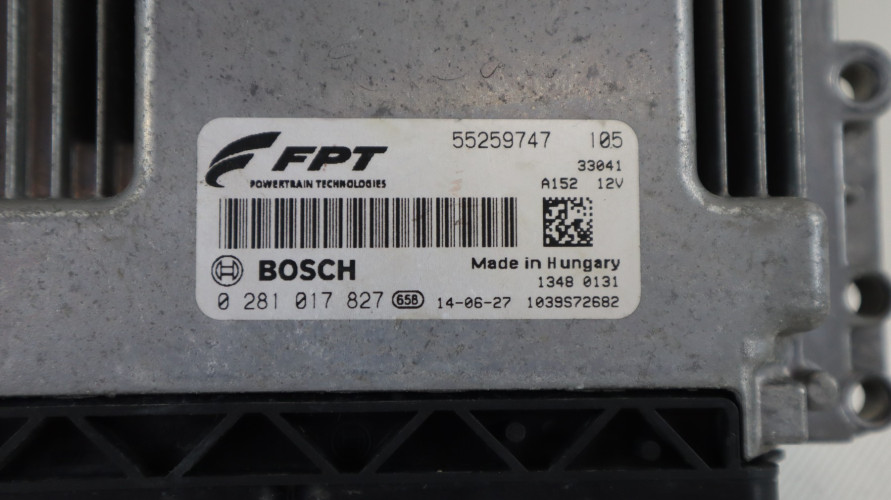 FPT
POWERTRAIN TECHNOLOGIES
55259747 105
33041
A152 12V
BOSCH
Made in Hungary
1348 0131
0 281 017 827 658 14-06-27 1039S72682